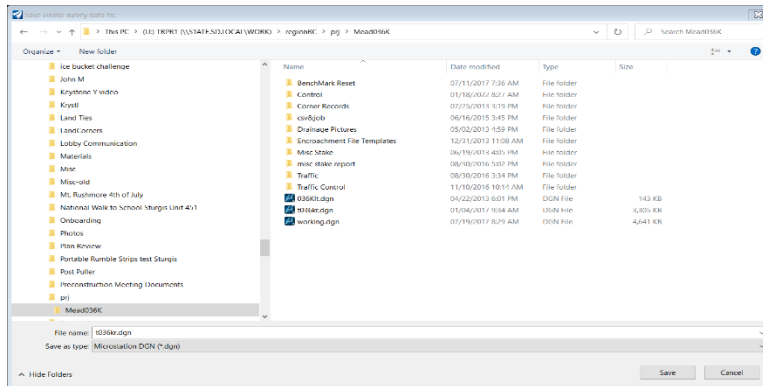 Save visitor survey data to:
> This PC > (U:) TRPR1 (\\STATE.SD.LOCAL\WORK) > regionRC > prj > Mead036K
Search Mead036K
Organize New folder
ice bucket challenge
John M
Keystone Y video
Krystl
Land Ties
LandCorners
Lobby Communication
Materials
Misc
Misc-old
Mt. Rushmore 4th of July
National Walk to School Sturgis Unit 451
Onboarding
Photos
Plan Review
Portable Rumble Strips test Sturgis
Post Puller
Preconstruction Meeting Documents
prj
Mead036K
Name Date modified Type Size
BenchMark Reset 07/11/2017 7:36 AM File folder
Control 01/18/2022 8:27 AM File folder
Corner Records 07/25/2013 3:19 PM File folder
csr&job 06/16/2015 3:45 PM File folder
Drainage Pictures 05/02/2013 4:59 PM File folder
Encroachment File Templates 12/31/2013 11:08 AM File folder
Misc Stake 06/19/2013 4:05 PM File folder
misc stake report 08/30/2016 5:02 PM File folder
Traffic 08/30/2016 3:34 PM File folder
Traffic Control 11/10/2016 10:14 AM File folder
036Klt.dgn 04/22/2013 6:01 PM DGN File 143 KB
t036kr.dgn 01/04/2017 9:34 AM DGN File
working.dgn 07/19/2017 8:29 AM DGN File 4,641 KB
File name: t036kr.dgn
Save as type: Microstation DGN (*.dgn)
Hide Folders
Save Cancel